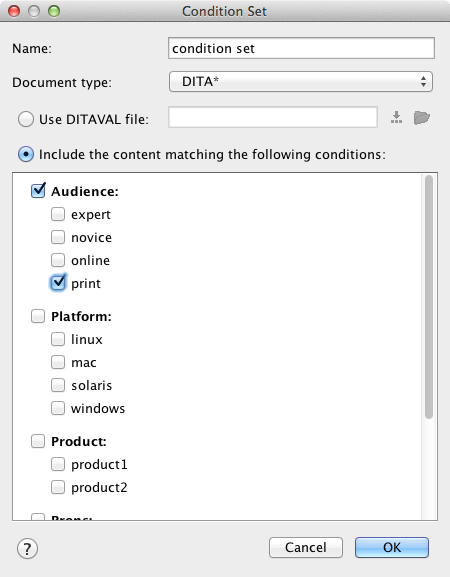 Condition Set
Name: condition set
Document type: DITA*
Use DITAVAL file:
Include the content matching the following conditions:
Audience:
expert
novice
online
print
Platform:
linux
mac
solaris
windows
Product:
product1
product2
Props:
? Cancel OK